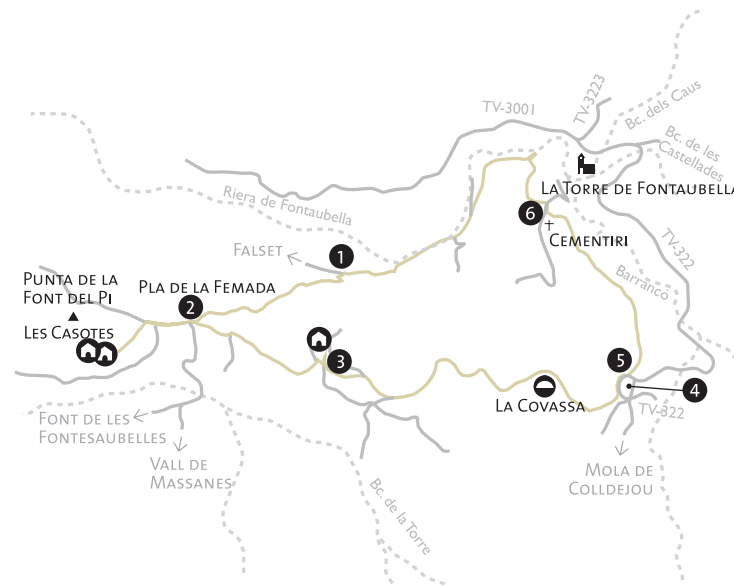 TV-3001
TV-3223
Bc. dels Caus
Bc. de les
Castellades
Riera de Fontaubella
La Torre de Fontaubella
6
Cementiri
TV-322
Falset
1
Barrancó
Punta de la
Font del Pi
Pla de la Femada
2
Les Casotes
3
5
4
La Covassa
TV-322
Font de les
Fontesaubelles
Vall de
Massanes
Bc. de la Torre
Mola de
Colldejou